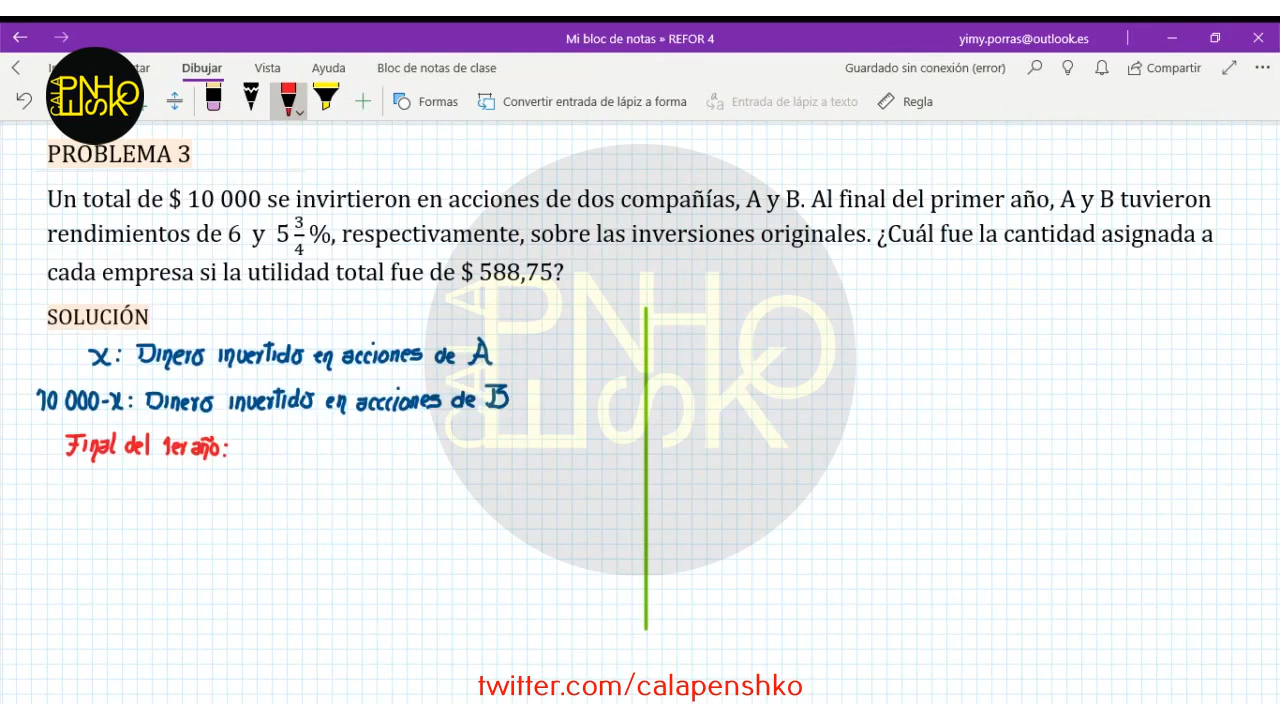 Mi bloc de notas » REFOR 4
yimy.porras@outlook.es
Dibujar Vista Ayuda Bloc de notas de clase
Guardado sin conexión (error)
Compartir
Formas
Convertir entrada de lápiz a forma
Entrada de lápiz a texto
Regla
CALA
PENSHKO
PROBLEMA 3
Un total de $ 10 000 se invirtieron en acciones de dos compañías, A y B. Al final del primer año, A y B tuvieron
rendimientos de 6 y 5 3/4 %, respectivamente, sobre las inversiones originales. ¿Cuál fue la cantidad asignada a
cada empresa si la utilidad total fue de $ 588,75?
SOLUCIÓN
x: Dinero invertido en acciones de A
10 000-x: Dinero invertido en accciones de B
Final del 1er año:
CALA
PENSHKO
twitter.com/calapenshko